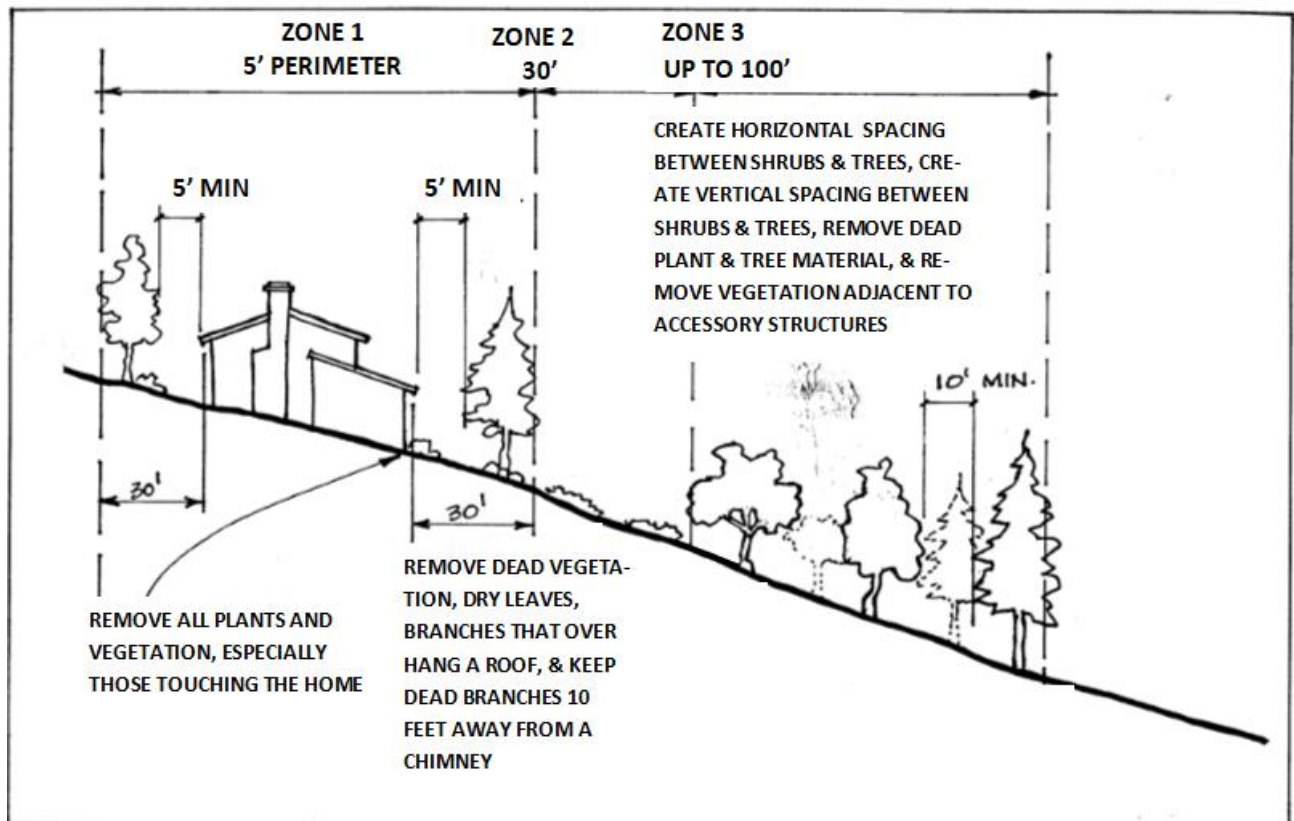 ZONE 1
5' PERIMETER
ZONE 2
30'
ZONE 3
UP TO 100'
CREATE HORIZONTAL SPACING
BETWEEN SHRUBS & TREES, CRE-
ATE VERTICAL SPACING BETWEEN
SHRUBS & TREES, REMOVE DEAD
PLANT & TREE MATERIAL, & RE-
MOVE VEGETATION ADJACENT TO
ACCESSORY STRUCTURES
5' MIN
5' MIN
10' MIN.
30'
30'
REMOVE ALL PLANTS AND
VEGETATION, ESPECIALLY
THOSE TOUCHING THE HOME
REMOVE DEAD VEGETA-
TION, DRY LEAVES,
BRANCHES THAT OVER
HANG A ROOF, & KEEP
DEAD BRANCHES 10
FEET AWAY FROM A
CHIMNEY